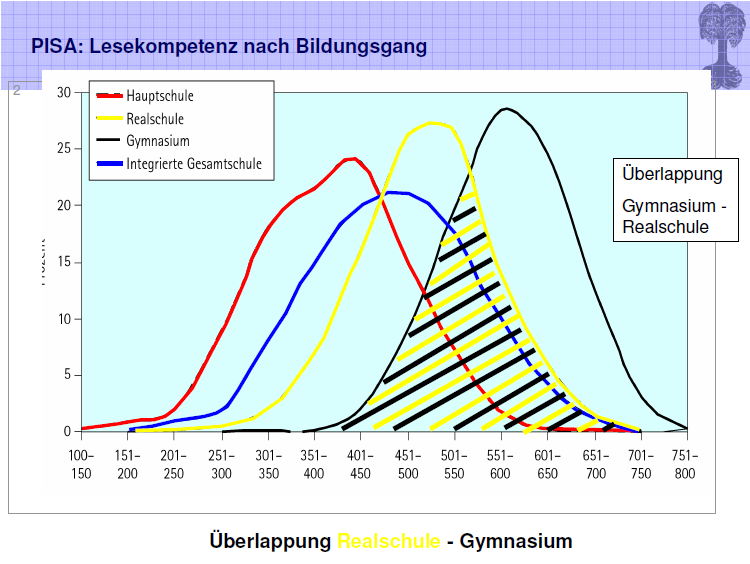 PISA: Lesekompetenz nach Bildungsgang
2
Prozent
30
25
20
15
10
5
0
Hauptschule
Realschule
Gymnasium
Integrierte Gesamtschule
Überlappung
Gymnasium -
Realschule
100– 151– 201– 251– 301– 351– 401– 451– 501– 551– 601– 651– 701– 751–
150 200 250 300 350 400 450 500 550 600 650 700 750 800
Überlappung Realschule - Gymnasium